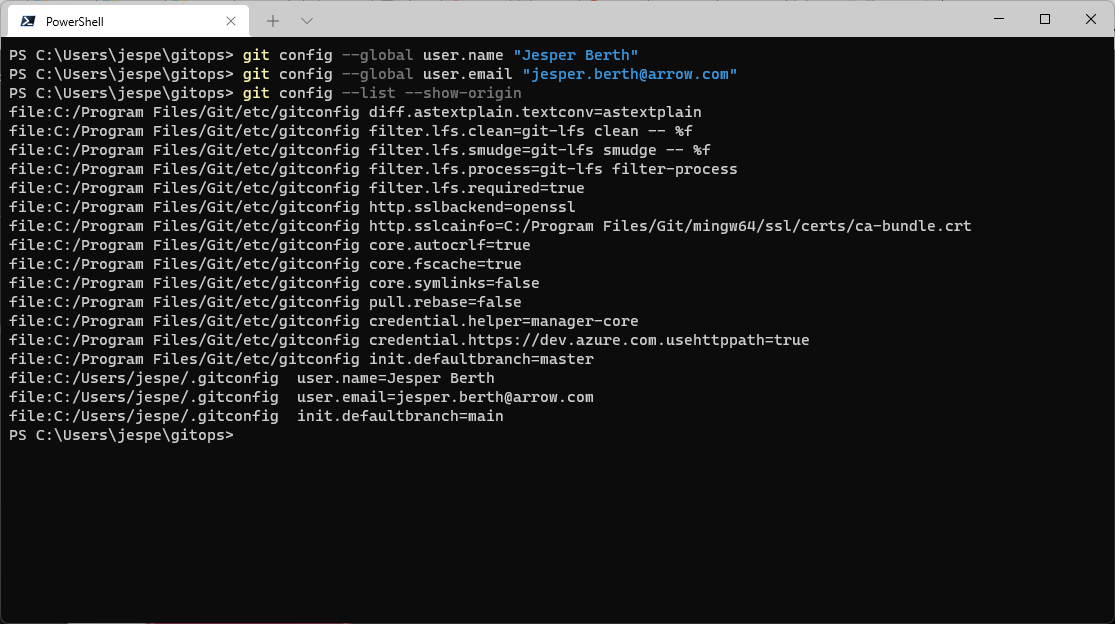 PowerShell
PS C:\Users\jespe\gitops> git config --global user.name "Jesper Berth"
PS C:\Users\jespe\gitops> git config --global user.email "jesper.berth@arrow.com"
PS C:\Users\jespe\gitops> git config --list --show-origin
file:C:/Program Files/Git/etc/gitconfig diff.astextplain.textconv=astextplain
file:C:/Program Files/Git/etc/gitconfig filter.lfs.clean=git-lfs clean -- %f
file:C:/Program Files/Git/etc/gitconfig filter.lfs.smudge=git-lfs smudge -- %f
file:C:/Program Files/Git/etc/gitconfig filter.lfs.process=git-lfs filter-process
file:C:/Program Files/Git/etc/gitconfig filter.lfs.required=true
file:C:/Program Files/Git/etc/gitconfig http.sslbackend=openssl
file:C:/Program Files/Git/etc/gitconfig http.sslcainfo=C:/Program Files/Git/mingw64/ssl/certs/ca-bundle.crt
file:C:/Program Files/Git/etc/gitconfig core.autocrlf=true
file:C:/Program Files/Git/etc/gitconfig core.fscache=true
file:C:/Program Files/Git/etc/gitconfig core.symlinks=false
file:C:/Program Files/Git/etc/gitconfig pull.rebase=false
file:C:/Program Files/Git/etc/gitconfig credential.helper=manager-core
file:C:/Program Files/Git/etc/gitconfig credential.https://dev.azure.com.usehttppath=true
file:C:/Program Files/Git/etc/gitconfig init.defaultbranch=master
file:C:/Users/jespe/.gitconfig  user.name=Jesper Berth
file:C:/Users/jespe/.gitconfig  user.email=jesper.berth@arrow.com
file:C:/Users/jespe/.gitconfig  init.defaultbranch=main
PS C:\Users\jespe\gitops>